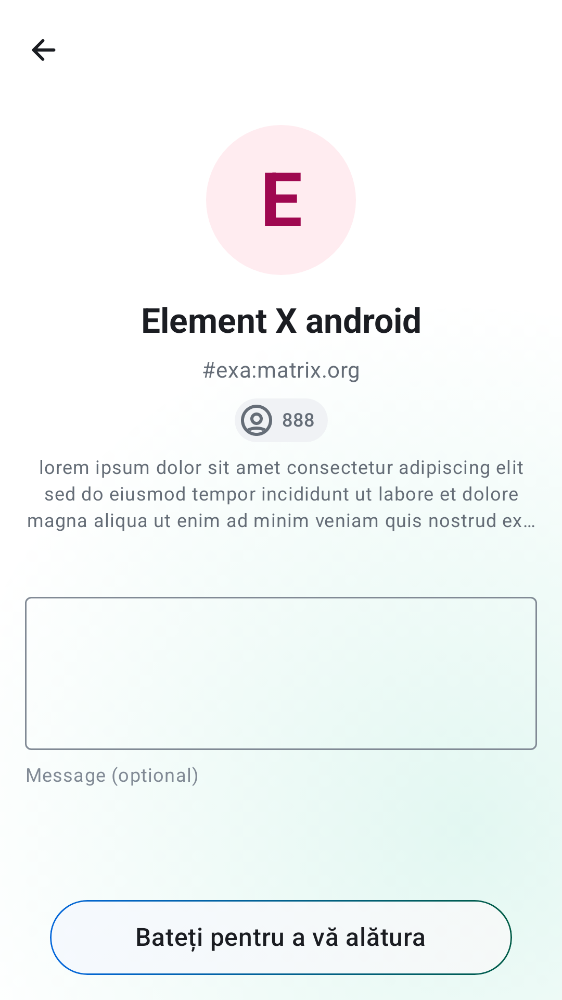 E
Element X android
#exa:matrix.org
888
lorem ipsum dolor sit amet consectetur adipiscing elit
sed do eiusmod tempor incididunt ut labore et dolore
magna aliqua ut enim ad minim veniam quis nostrud ex…
Message (optional)
Bateți pentru a vă alătura